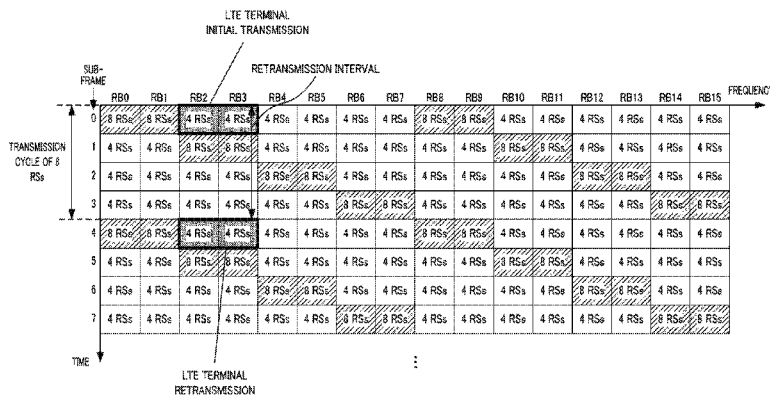 LTE TERMINAL
INITIAL TRANSMISSION
RETRANSMISSION INTERVAL
SUB-
FRAME
RB0 RB1 RB2 RB3 RB4 RB5 RB6 RB7 RB8 RB9 RB10 RB11 RB12 RB13 RB14 RB15
FREQUENCY
0 8 RSs 8 RSs 4 RSs 4 RSs 4 RSs 4 RSs 4 RSs 4 RSs 8 RSs 8 RSs 4 RSs 4 RSs 4 RSs 4 RSs 4 RSs 4 RSs
1 4 RSs 4 RSs 8 RSs 8 RSs 4 RSs 4 RSs 4 RSs 4 RSs 4 RSs 4 RSs 8 RSs 8 RSs 4 RSs 4 RSs 4 RSs 4 RSs
TRANSMISSION
CYCLE OF 8
RSs
2 4 RSs 4 RSs 4 RSs 4 RSs 8 RSs 8 RSs 4 RSs 4 RSs 4 RSs 4 RSs 4 RSs 4 RSs 8 RSs 8 RSs 4 RSs 4 RSs
3 4 RSs 4 RSs 4 RSs 4 RSs 4 RSs 4 RSs 8 RSs 8 RSs 4 RSs 4 RSs 4 RSs 4 RSs 4 RSs 4 RSs 8 RSs 8 RSs
4 8 RSs 8 RSs 4 RSs 4 RSs 4 RSs 4 RSs 4 RSs 4 RSs 8 RSs 8 RSs 4 RSs 4 RSs 4 RSs 4 RSs 4 RSs 4 RSs
5 4 RSs 4 RSs 8 RSs 8 RSs 4 RSs 4 RSs 4 RSs 4 RSs 4 RSs 4 RSs 8 RSs 8 RSs 4 RSs 4 RSs 4 RSs 4 RSs
6 4 RSs 4 RSs 4 RSs 4 RSs 8 RSs 8 RSs 4 RSs 4 RSs 4 RSs 4 RSs 4 RSs 4 RSs 8 RSs 8 RSs 4 RSs 4 RSs
7 4 RSs 4 RSs 4 RSs 4 RSs 4 RSs 4 RSs 8 RSs 8 RSs 4 RSs 4 RSs 4 RSs 4 RSs 4 RSs 4 RSs 8 RSs 8 RSs
TIME
LTE TERMINAL
RETRANSMISSION